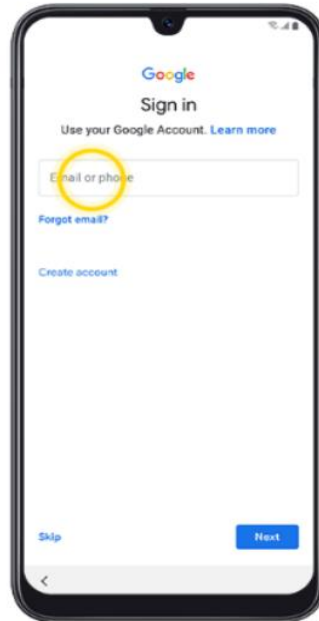 Google
Sign in
Use your Google Account. Learn more
Email or phone
Forgot email?
Create account
Skip
Next